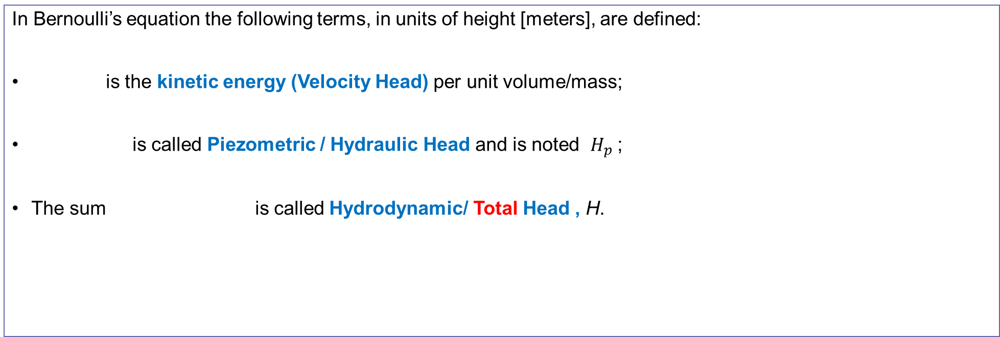 In Bernoulli’s equation the following terms, in units of height [meters], are defined:
• is the kinetic energy (Velocity Head) per unit volume/mass;
• is called Piezometric / Hydraulic Head and is noted H_p ;
• The sum is called Hydrodynamic/ Total Head , H.